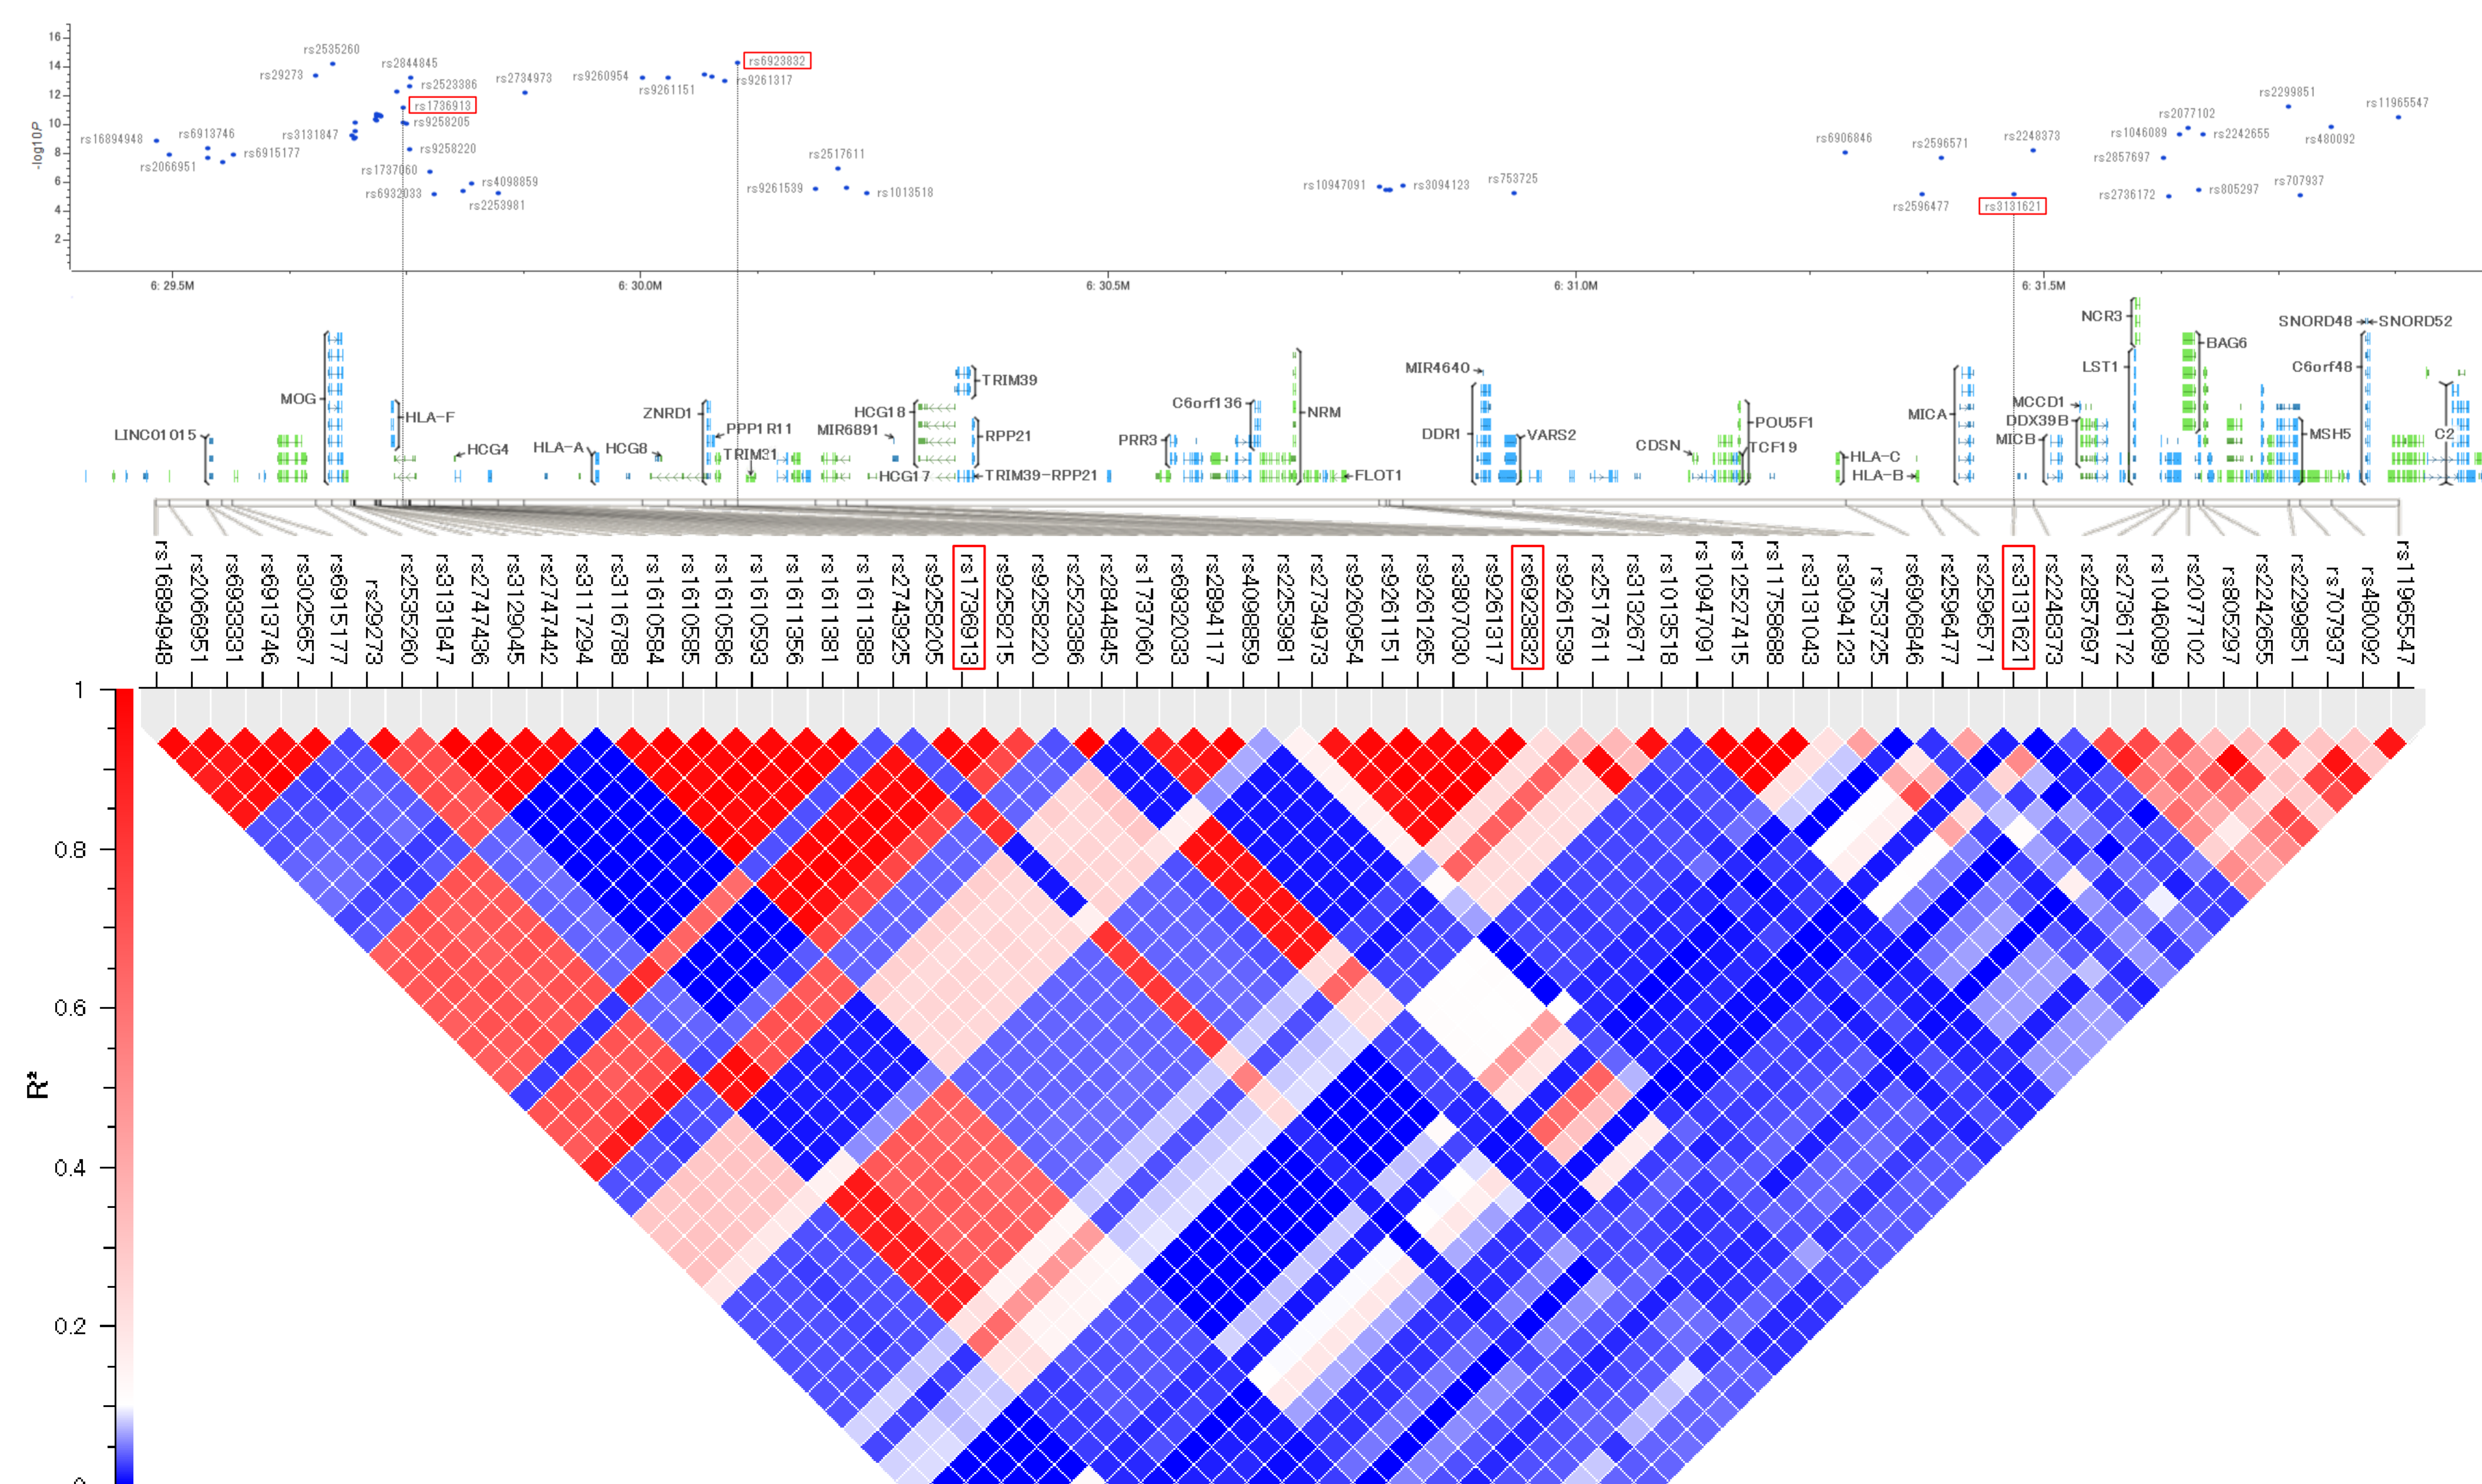 16
14
12
10
8
6
4
2
-log10P
rs2535260
rs29273
rs2844845
rs2523386
rs1736913
rs9258205
rs2734973
rs9260954
rs9261151
rs6923832
rs9261317
rs16894948
rs6913746
rs2066951
rs6915177
rs3131847
rs9258220
rs1737060
rs6932033
rs4098859
rs2253981
rs2517611
rs9261539
rs1013518
rs10947091
rs3094123
rs753725
rs6906846
rs2596571
rs2596477
rs2248373
rs3131621
rs2299851
rs11965547
rs2077102
rs1046089
rs2242655
rs480092
rs2857697
rs2736172
rs805297
rs707937
6: 29.5M
6: 30.0M
6: 30.5M
6: 31.0M
6: 31.5M
NCR3
SNORD48
SNORD52
BAG6
MIR4640
LST1
C6orf48
TRIM39
MOG
HLA-F
ZNRD1
HCG18
C6orf136
NRM
MICA
MCCD1
DDX39B
LINC01015
HCG4
HLA-A
HCG8
PPP1R11
TRIM31
MIR6891
RPP21
PRR3
DDR1
VARS2
CDSN
POU5F1
TCF19
MICB
MSH5
C2
HCG17
TRIM39-RPP21
FLOT1
HLA-C
HLA-B
rs16894948
rs2066951
rs6933331
rs6913746
rs3025657
rs6915177
rs29273
rs2535260
rs3131847
rs2747436
rs3129045
rs2747442
rs3117294
rs3116788
rs1610584
rs1610585
rs1610586
rs1610593
rs1611356
rs1611381
rs1611388
rs2743925
rs9258205
rs1736913
rs9258215
rs9258220
rs2523386
rs2844845
rs1737060
rs6932033
rs2894117
rs4098859
rs2253981
rs2734973
rs9260954
rs9261151
rs9261265
rs3807030
rs9261317
rs6923832
rs9261539
rs2517611
rs3132671
rs1013518
rs10947091
rs12527415
rs11758688
rs3131043
rs3094123
rs753725
rs6906846
rs2596477
rs2596571
rs3131621
rs2248373
rs2857697
rs2736172
rs1046089
rs2077102
rs805297
rs2242655
rs2299851
rs707937
rs480092
rs11965547
1
0.8
0.6
0.4
0.2
R²